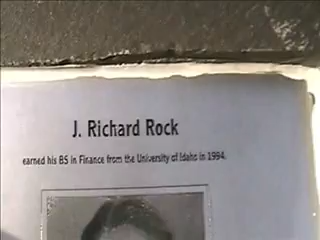 J. Richard Rock
earned his BS in Finance from the University of Idaho in 1994.